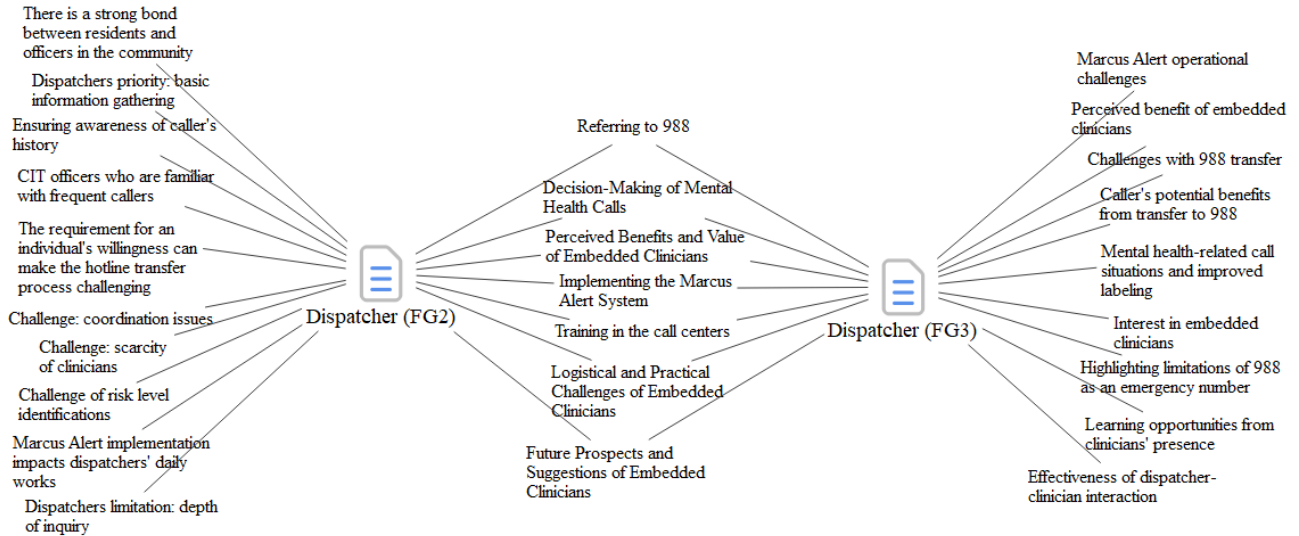 There is a strong bond
between residents and
officers in the community
Dispatchers priority: basic
information gathering
Ensuring awareness of caller's
history
CIT officers who are familiar
with frequent callers
The requirement for an
individual's willingness can
make the hotline transfer
process challenging
Challenge: coordination issues
Challenge: scarcity
of clinicians
Challenge of risk level
identifications
Marcus Alert implementation
impacts dispatchers' daily
works
Dispatchers limitation: depth
of inquiry
Dispatcher (FG2)
Referring to 988
Decision-Making of Mental
Health Calls
Perceived Benefits and Value
of Embedded Clinicians
Implementing the Marcus
Alert System
Training in the call centers
Logistical and Practical
Challenges of Embedded
Clinicians
Future Prospects and
Suggestions of Embedded
Clinicians
Dispatcher (FG3)
Marcus Alert operational
challenges
Perceived benefit of embedded
clinicians
Challenges with 988 transfer
Caller's potential benefits
from transfer to 988
Mental health-related call
situations and improved
labeling
Interest in embedded
clinicians
Highlighting limitations of 988
as an emergency number
Learning opportunities from
clinicians' presence
Effectiveness of dispatcher-
clinician interaction